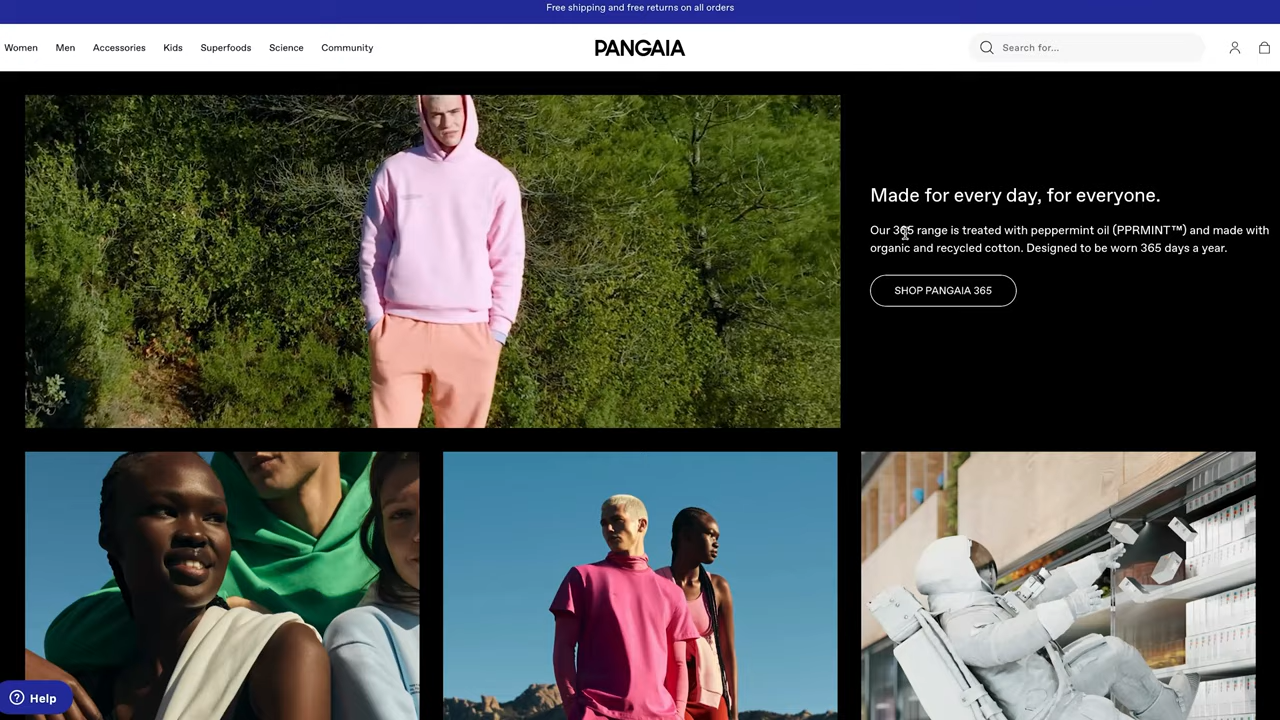 Free shipping and free returns on all orders
Women Men Accessories Kids Superfoods Science Community
PANGAIA
Search for...
Made for every day, for everyone.
Our 365 range is treated with peppermint oil (PPRMINT™) and made with
organic and recycled cotton. Designed to be worn 365 days a year.
SHOP PANGAIA 365
Help